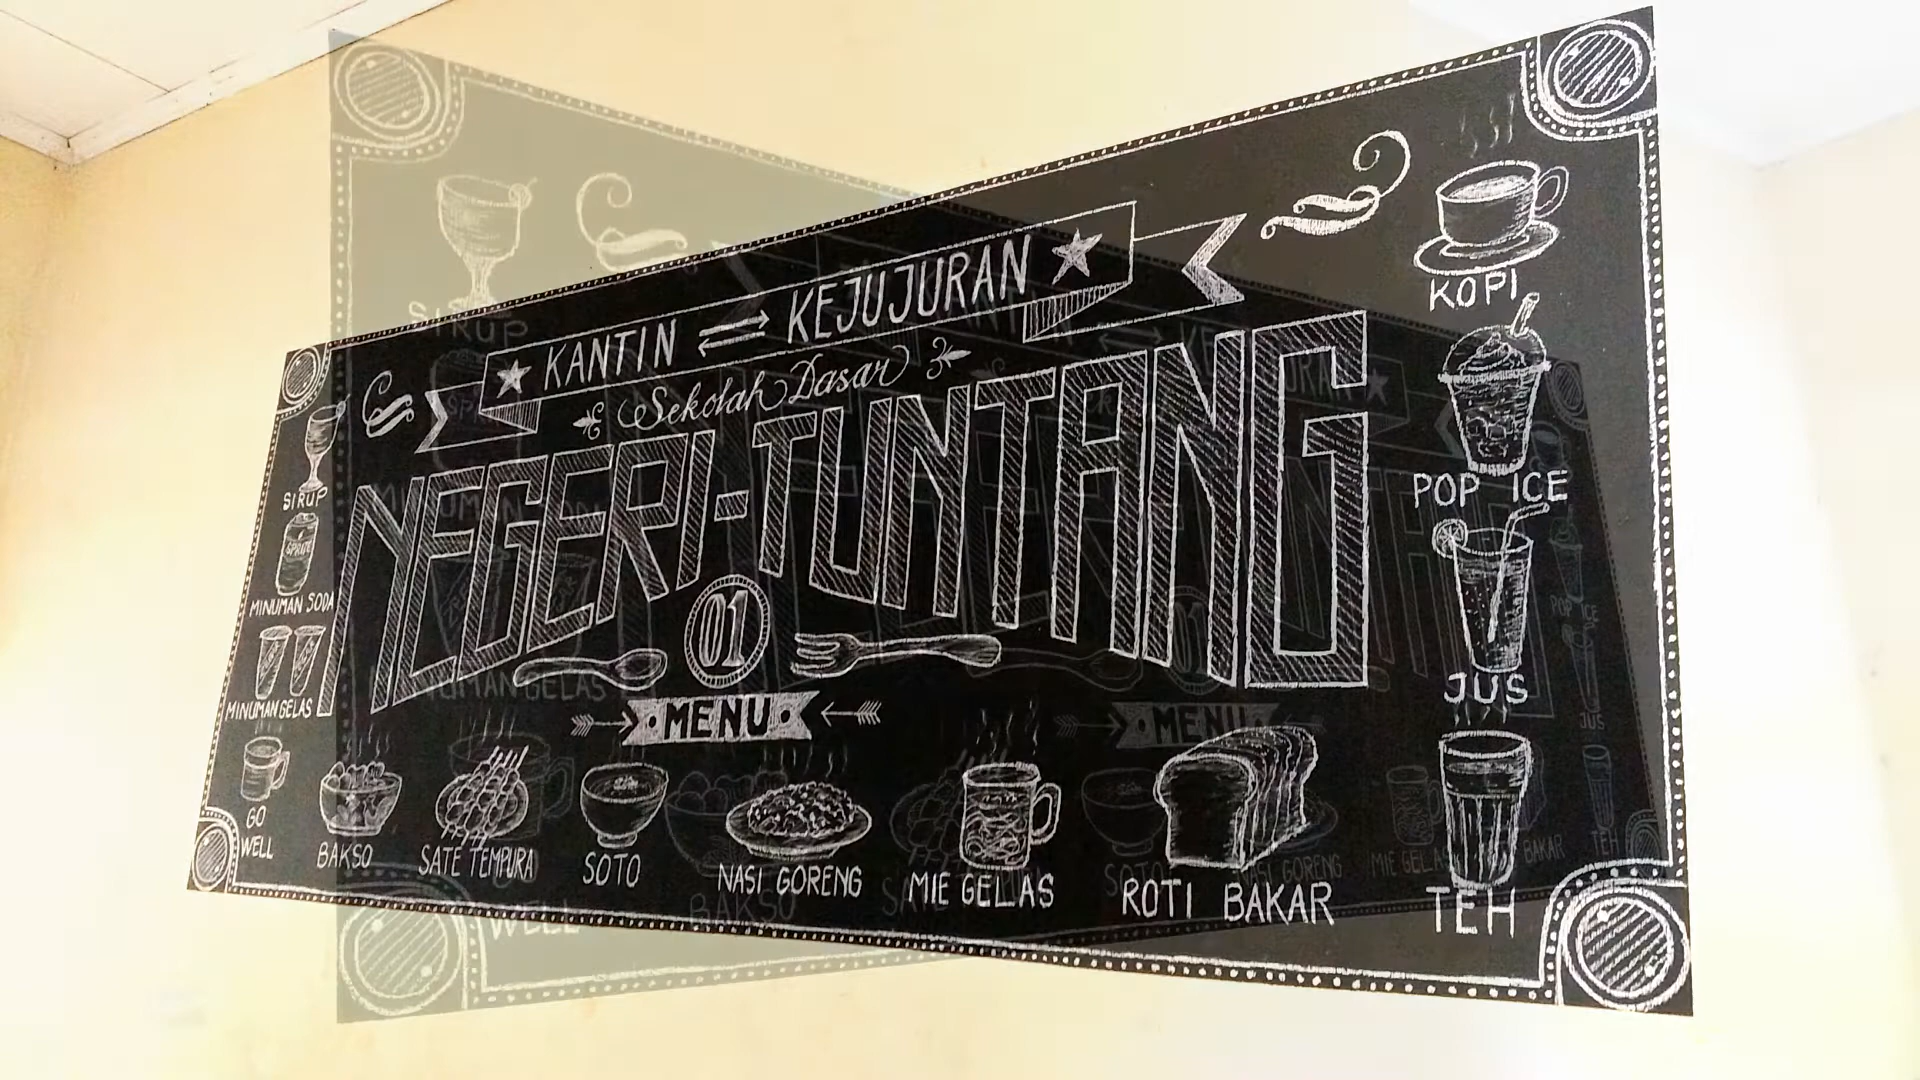 KANTIN ⇌ KEJUJURAN
Sekolah Dasar
NEGERI-TUNTANG
01
MENU
SIRUP
SPRITE
MINUMAN SODA
MINUMAN GELAS
GO
WELL
BAKSO
SATE TEMPURA
SOTO
NASI GORENG
MIE GELAS
ROTI BAKAR
KOPI
POP ICE
JUS
TEH